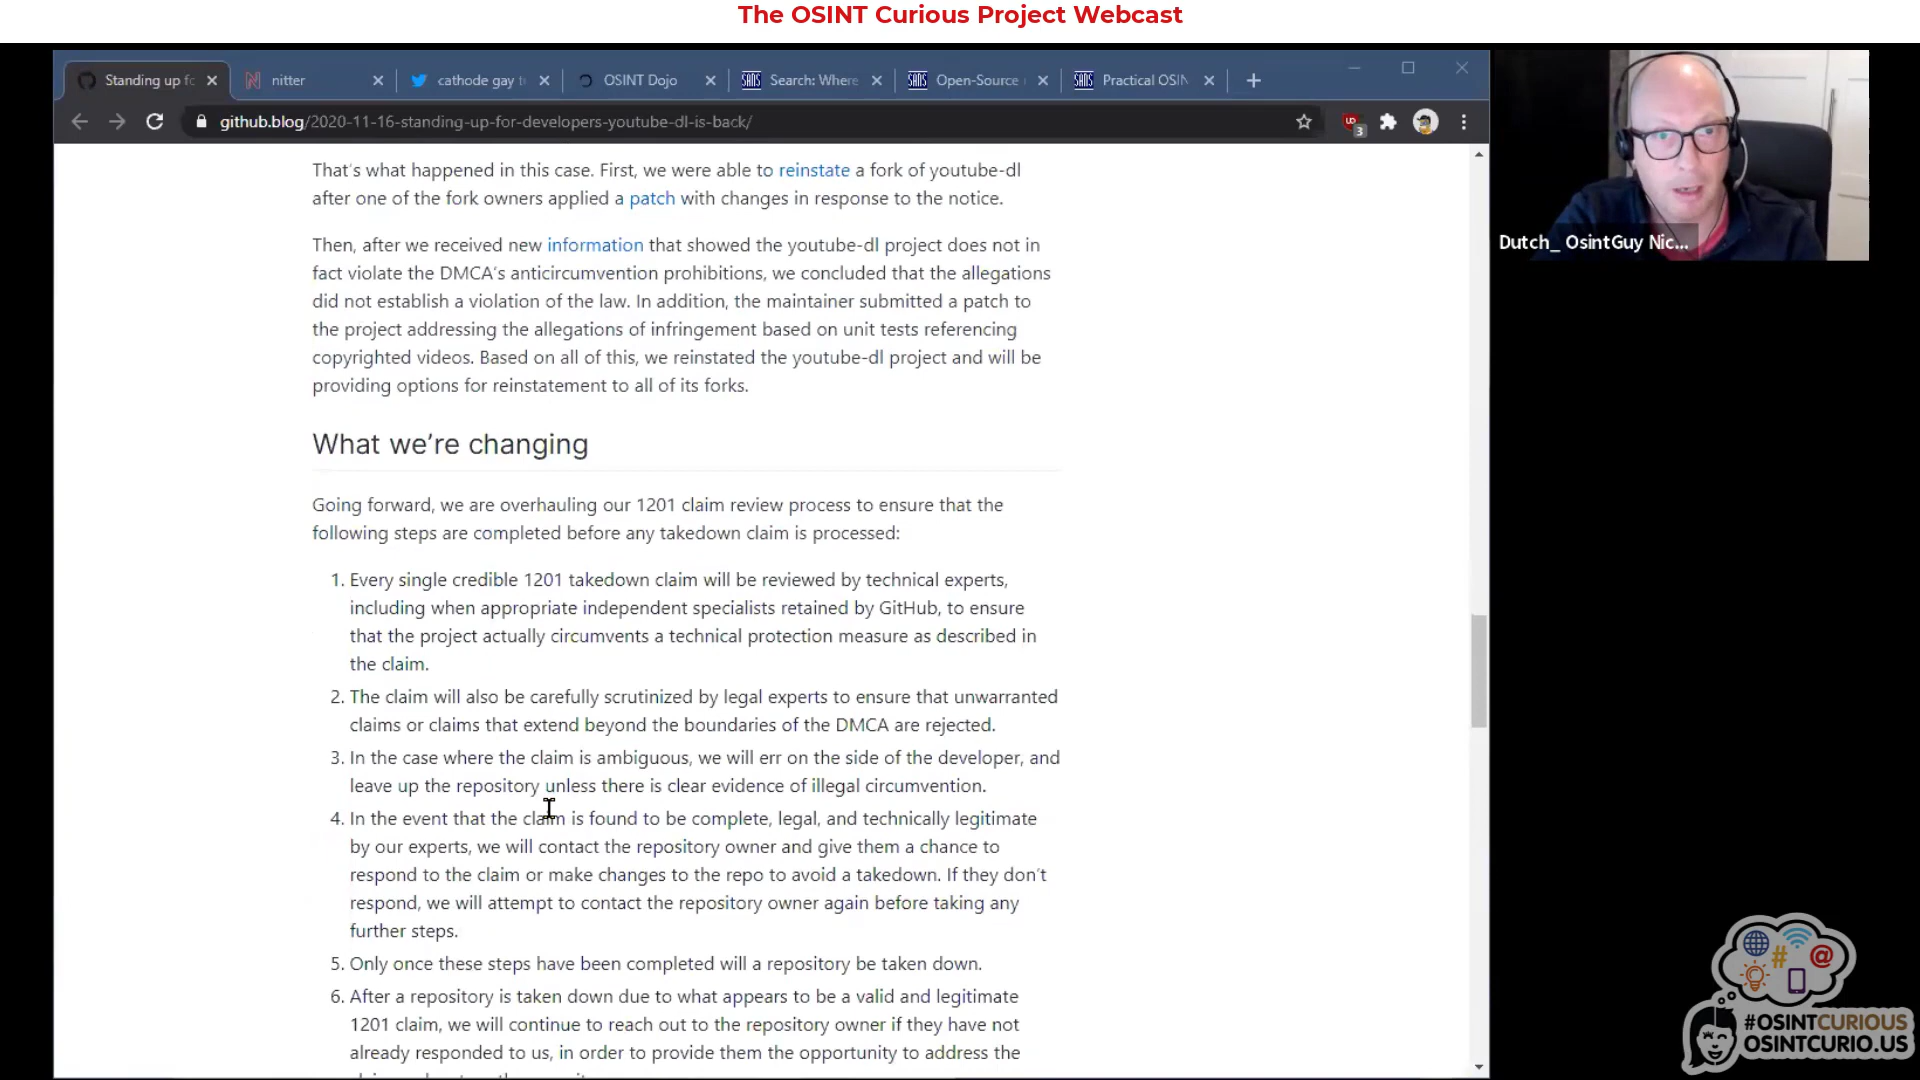 The OSINT Curious Project Webcast
Standing up fo
nitter
cathode gay t
OSINT Dojo
SANS
Search: Where
SANS
Open-Source
SANS
Practical OSIN
github.blog/2020-11-16-standing-up-for-developers-youtube-dl-is-back/
3
That's what happened in this case. First, we were able to reinstate a fork of youtube-dl
after one of the fork owners applied a patch with changes in response to the notice.
Then, after we received new information that showed the youtube-dl project does not in
fact violate the DMCA's anticircumvention prohibitions, we concluded that the allegations
did not establish a violation of the law. In addition, the maintainer submitted a patch to
the project addressing the allegations of infringement based on unit tests referencing
copyrighted videos. Based on all of this, we reinstated the youtube-dl project and will be
providing options for reinstatement to all of its forks.
What we're changing
Going forward, we are overhauling our 1201 claim review process to ensure that the
following steps are completed before any takedown claim is processed:
1. Every single credible 1201 takedown claim will be reviewed by technical experts,
including when appropriate independent specialists retained by GitHub, to ensure
that the project actually circumvents a technical protection measure as described in
the claim.
2. The claim will also be carefully scrutinized by legal experts to ensure that unwarranted
claims or claims that extend beyond the boundaries of the DMCA are rejected.
3. In the case where the claim is ambiguous, we will err on the side of the developer, and
leave up the repository unless there is clear evidence of illegal circumvention.
4. In the event that the claim is found to be complete, legal, and technically legitimate
by our experts, we will contact the repository owner and give them a chance to
respond to the claim or make changes to the repo to avoid a takedown. If they don't
respond, we will attempt to contact the repository owner again before taking any
further steps.
5. Only once these steps have been completed will a repository be taken down.
6. After a repository is taken down due to what appears to be a valid and legitimate
1201 claim, we will continue to reach out to the repository owner if they have not
already responded to us, in order to provide them the opportunity to address the
Dutch_ OsintGuy Nic...
#OSINTCURIOUS
OSINTCURIO.US